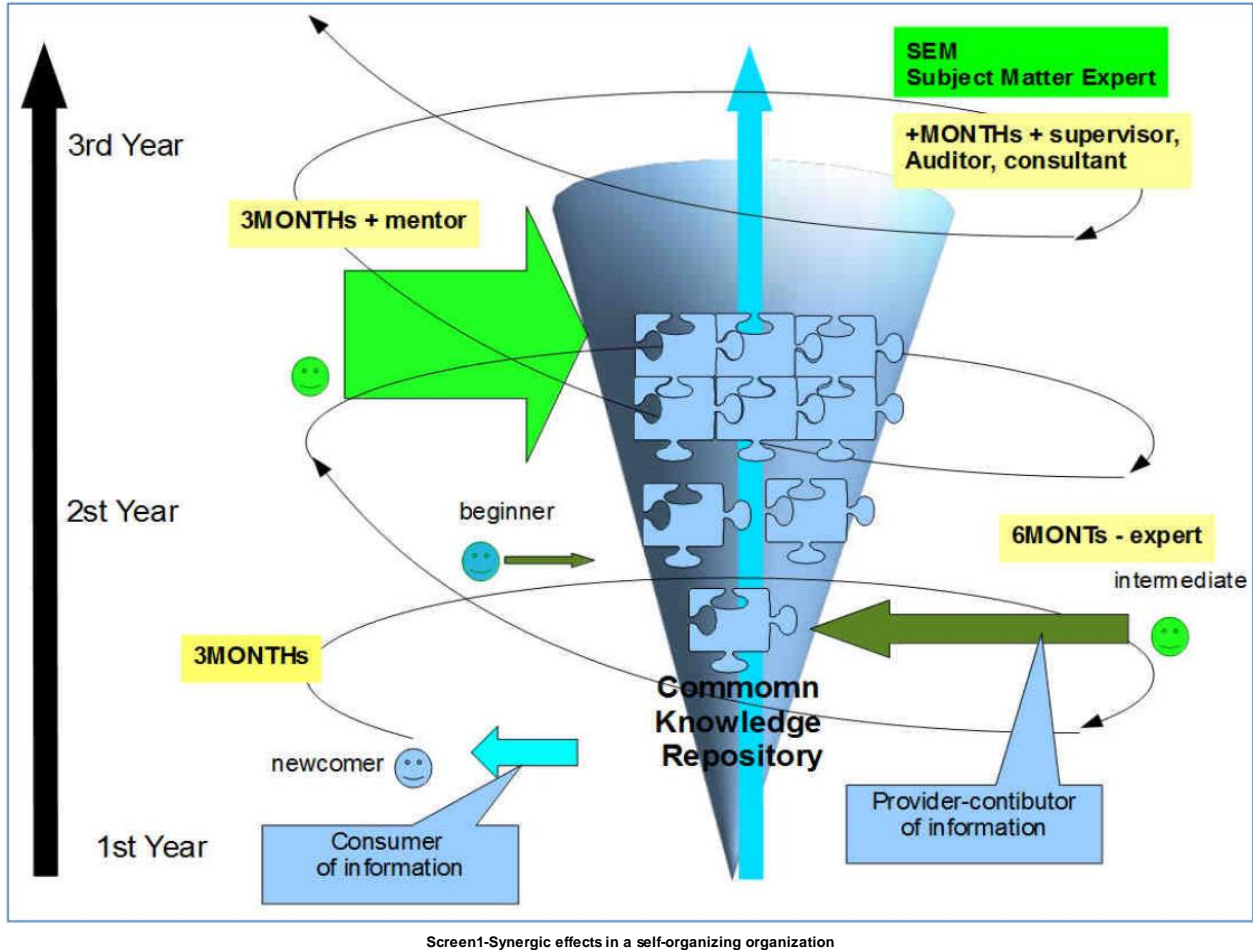 SEM
Subject Matter Expert
3rd Year
+MONTHs + supervisor,
Auditor, consultant
3MONTHs + mentor
2st Year
beginner
6MONTs - expert
intermediate
3MONTHs
Commomn
Knowledge
Repository
newcomer
Provider-contibutor
of information
1st Year
Consumer
of information
Screen1-Synergic effects in a self-organizing organization